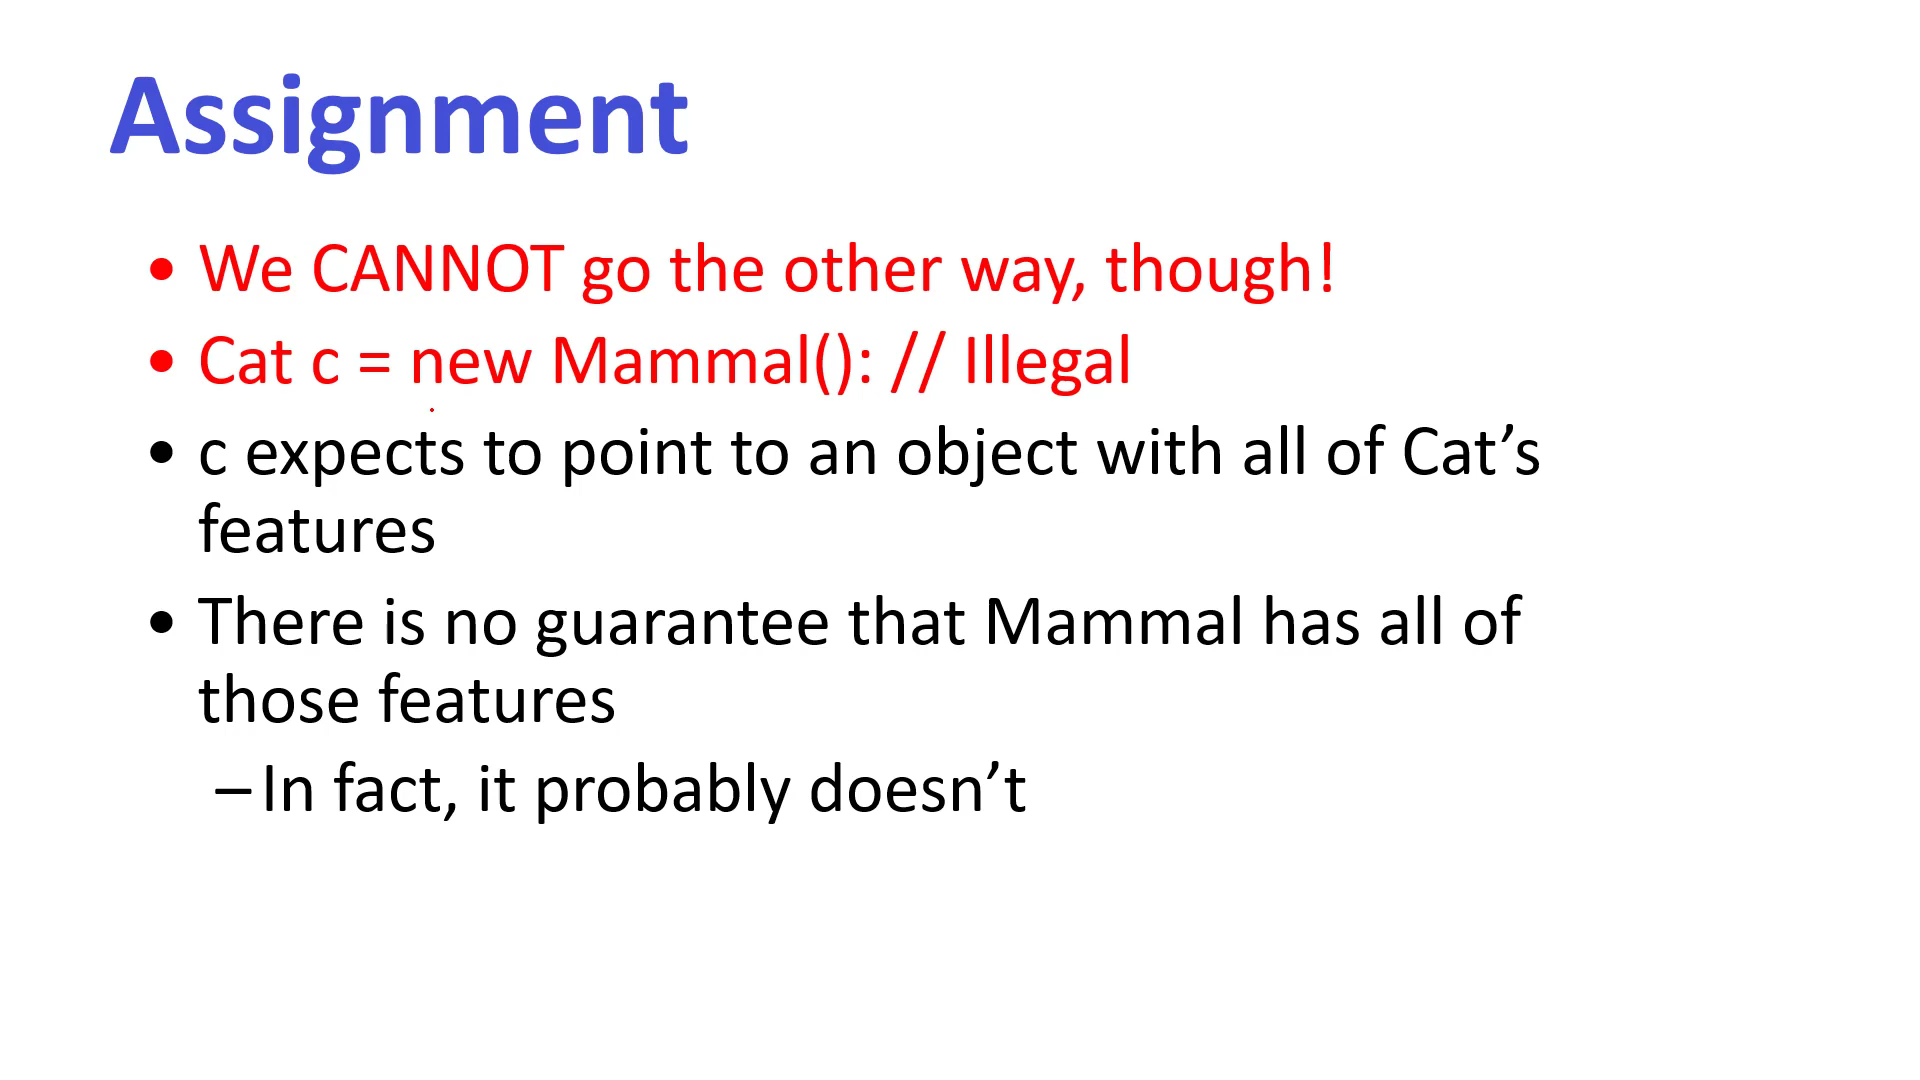 Assignment
• We CANNOT go the other way, though!
• Cat c = new Mammal(): // Illegal
• c expects to point to an object with all of Cat’s
features
• There is no guarantee that Mammal has all of
those features
– In fact, it probably doesn’t